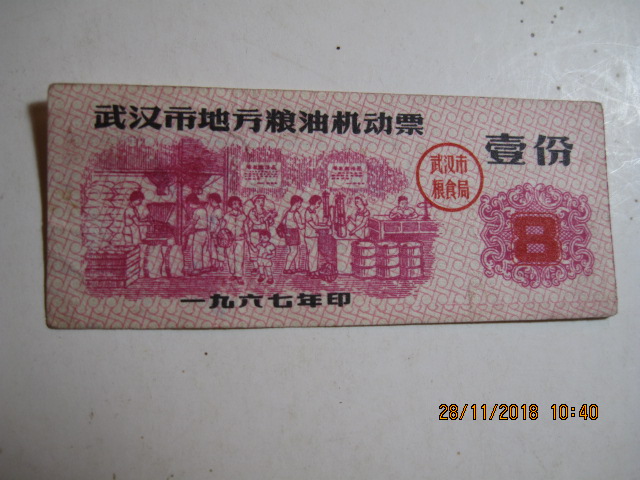 武汉市地方粮油机动票
壹份
武汉市
粮食局
8
一九六七年印
28/11/2018 10:40